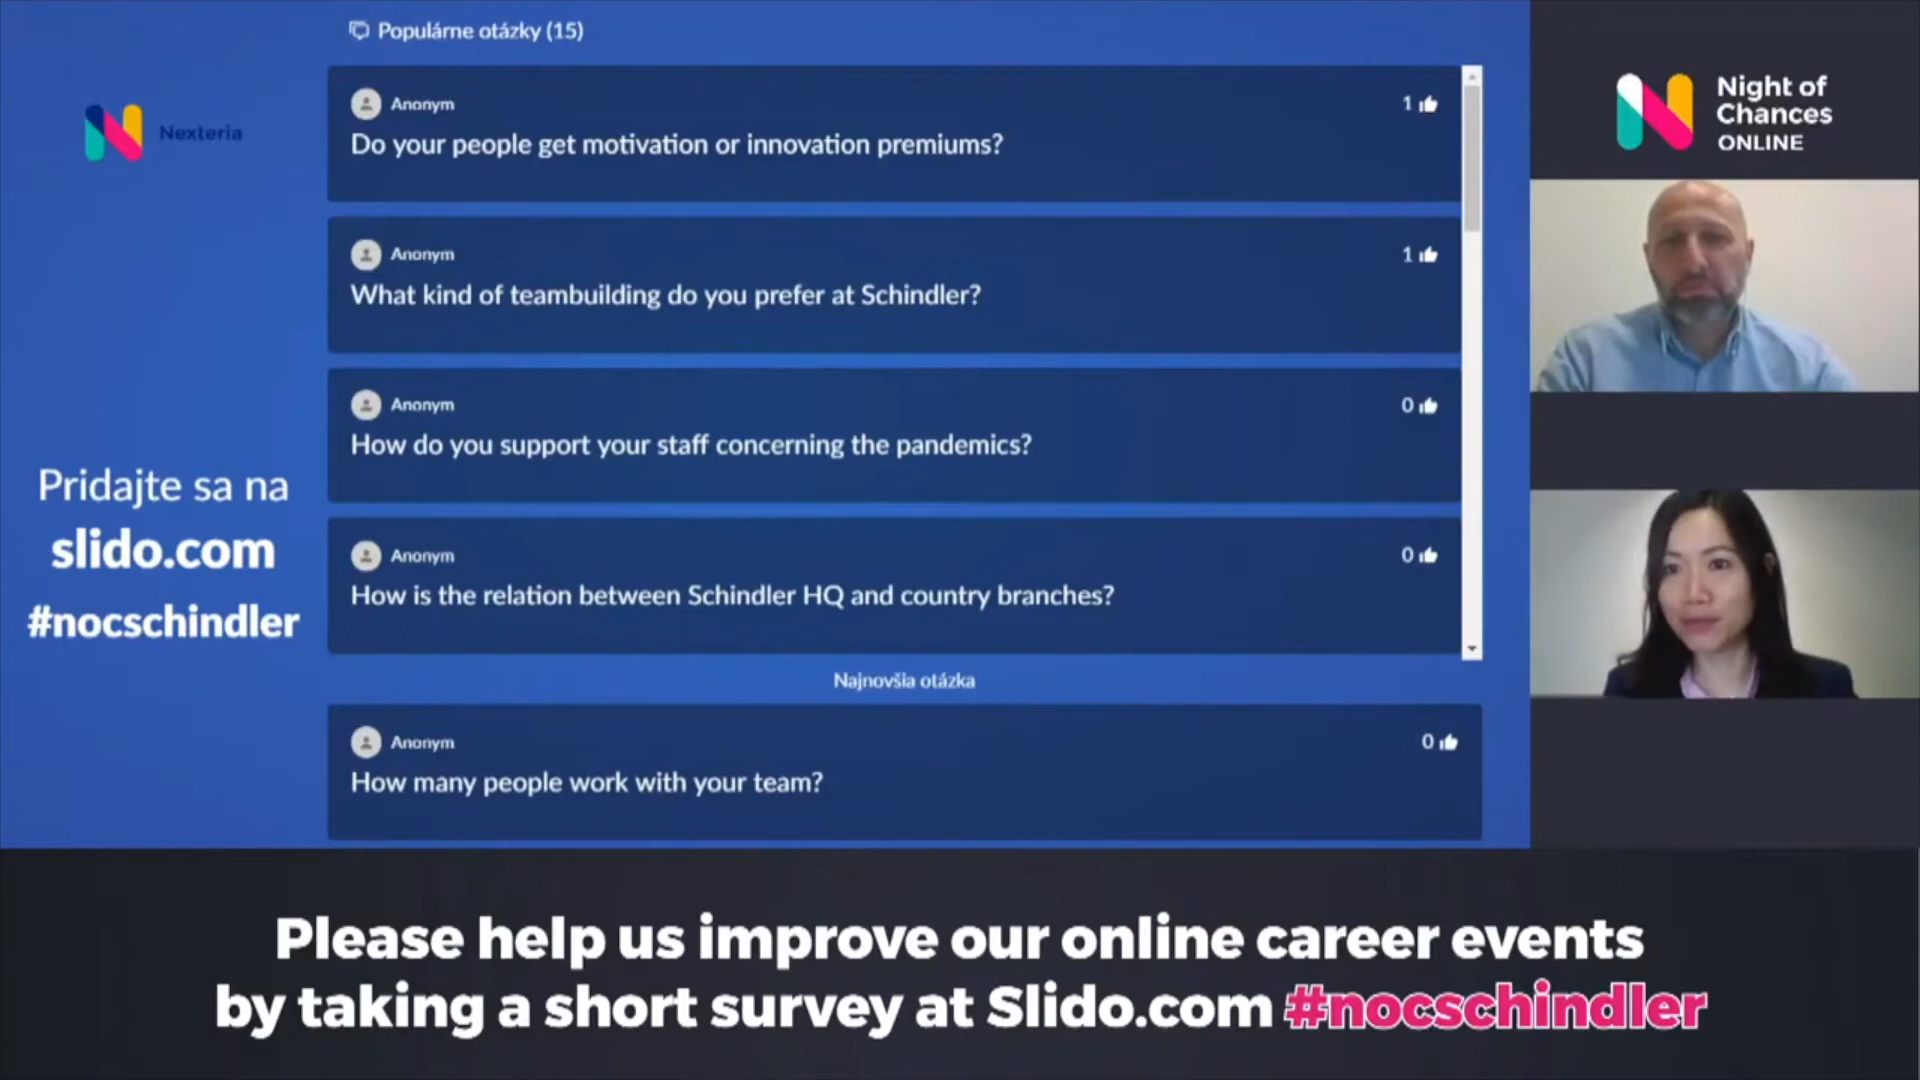 Populárne otázky (15)
Nexteria
Anonym
1
Do your people get motivation or innovation premiums?
Anonym
1
What kind of teambuilding do you prefer at Schindler?
Anonym
0
How do you support your staff concerning the pandemics?
Anonym
0
How is the relation between Schindler HQ and country branches?
Najnovšia otázka
Anonym
0
How many people work with your team?
Pridajte sa na
slido.com
#nocschindler
Night of
Chances
ONLINE
Please help us improve our online career events
by taking a short survey at Slido.com #nocschindler